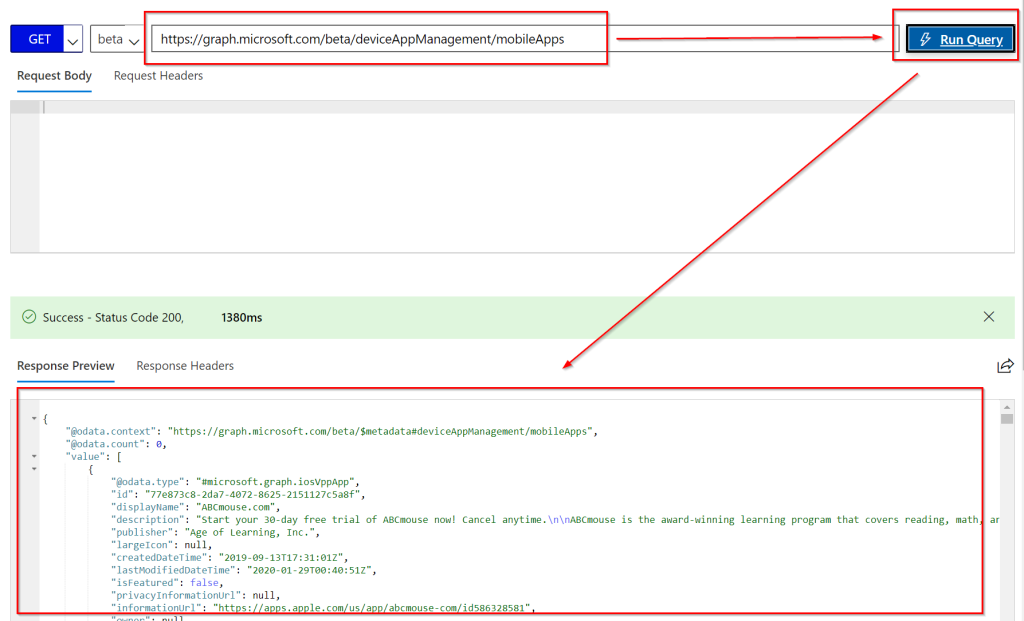 GET beta https://graph.microsoft.com/beta/deviceAppManagement/mobileApps Run Query
Request Body Request Headers
Success - Status Code 200, 1380ms
Response Preview Response Headers
{
"@odata.context": "https://graph.microsoft.com/beta/$metadata#deviceAppManagement/mobileApps",
"@odata.count": 0,
"value": [
{
"@odata.type": "#microsoft.graph.iosVppApp",
"id": "77e873c8-2da7-4072-8625-2151127c5a8f",
"displayName": "ABCmouse.com",
"description": "Start your 30-day free trial of ABCmouse now! Cancel anytime.\n\nABCmouse is the award-winning learning program that covers reading, math, an
"publisher": "Age of Learning, Inc.",
"largeIcon": null,
"createdDateTime": "2019-09-13T17:31:01Z",
"lastModifiedDateTime": "2020-01-29T00:40:51Z",
"isFeatured": false,
"privacyInformationUrl": null,
"informationUrl": "https://apps.apple.com/us/app/abcmouse-com/id586328581",
"owner": null,